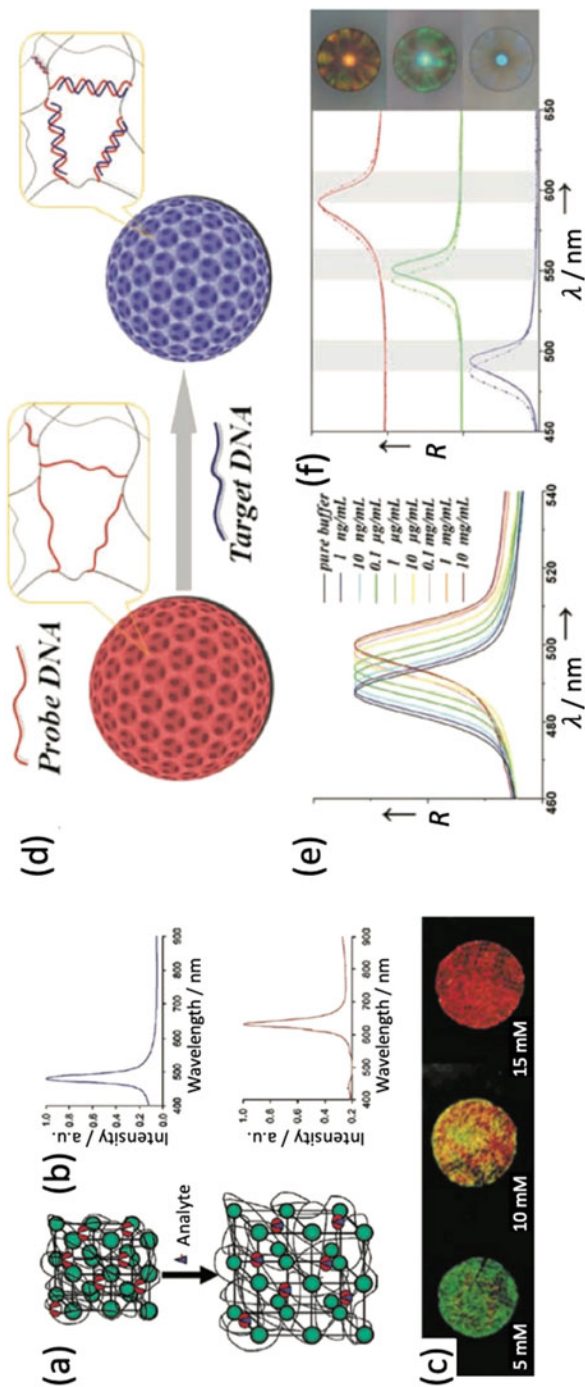 (a)
Analyte
(b)
Intensity / a.u.
1.0
0.8
0.6
0.4
0.2
0.0
400 500 600 700 800 900
Wavelength / nm
Intensity / a.u.
1.0
0.8
0.6
0.4
0.2
400 500 600 700 800 900
Wavelength / nm
(c)
5 mM
10 mM
15 mM
(d)
Probe DNA
Target DNA
(e)
R
pure buffer
1 ng/mL
10 ng/mL
0.1 μg/mL
1 μg/mL
10 μg/mL
0.1 mg/mL
1 mg/mL
10 mg/mL
460 480 500 520 540
λ / nm
(f)
R
450 500 550 600 650
λ / nm